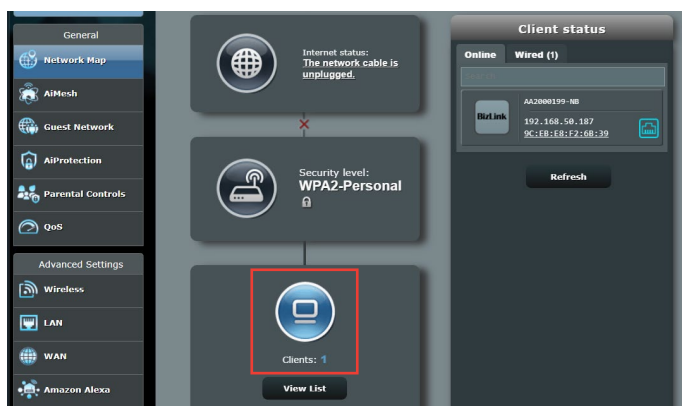 General
Network Map
AiMesh
Guest Network
AiProtection
Parental Controls
QoS
Advanced Settings
Wireless
LAN
WAN
Amazon Alexa
Internet status:
The network cable is
unplugged.
Security level:
WPA2-Personal
Clients: 1
View List
Client status
Online Wired (1)
Search
BizLink
AA2000199-NB
192.168.50.187
9C:EB:E8:F2:6B:39
Refresh